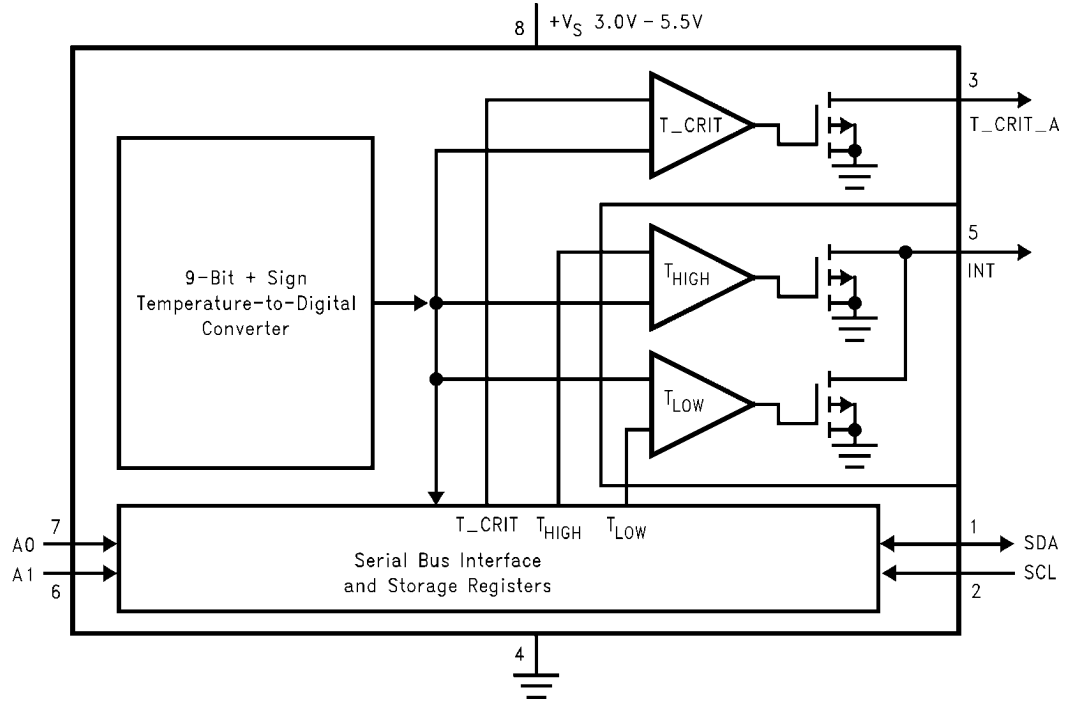 8 +VS 3.0V – 5.5V
3
T_CRIT_A
T_CRIT
5
INT
THIGH
9-Bit + Sign
Temperature-to-Digital
Converter
TLOW
T_CRIT THIGH TLOW
7
A0
A1
6
Serial Bus Interface
and Storage Registers
1
SDA
SCL
2
4